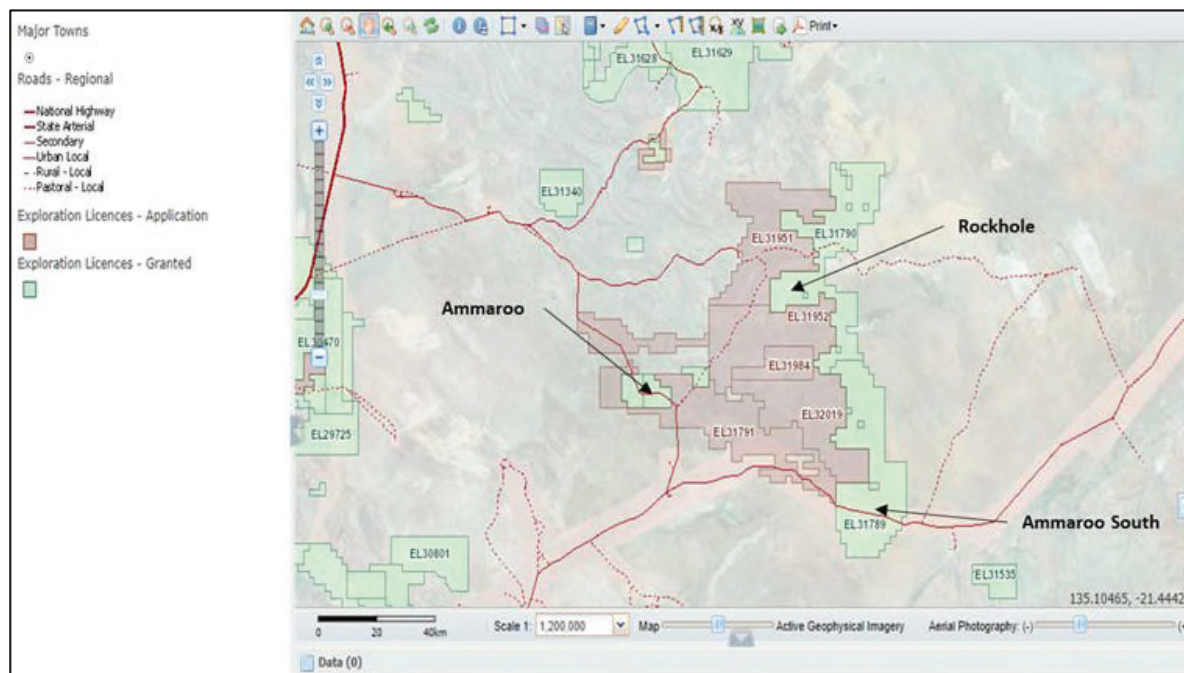 Major Towns
Roads - Regional
National Highway
State Arterial
Secondary
Urban Local
Rural - Local
Pastoral - Local
Exploration Licences - Application
Exploration Licences - Granted
Print
EL31628
EL31629
EL31340
EL31951
EL31790
Rockhole
Ammaroo
EL31952
EL30470
EL31984
EL32019
EL29725
EL31791
EL31789
Ammaroo South
EL30801
EL31535
135.10465, -21.4442
0 20 40km
Scale 1: 1,200,000
Map
Active Geophysical Imagery
Aerial Photography: (-)
Data (0)